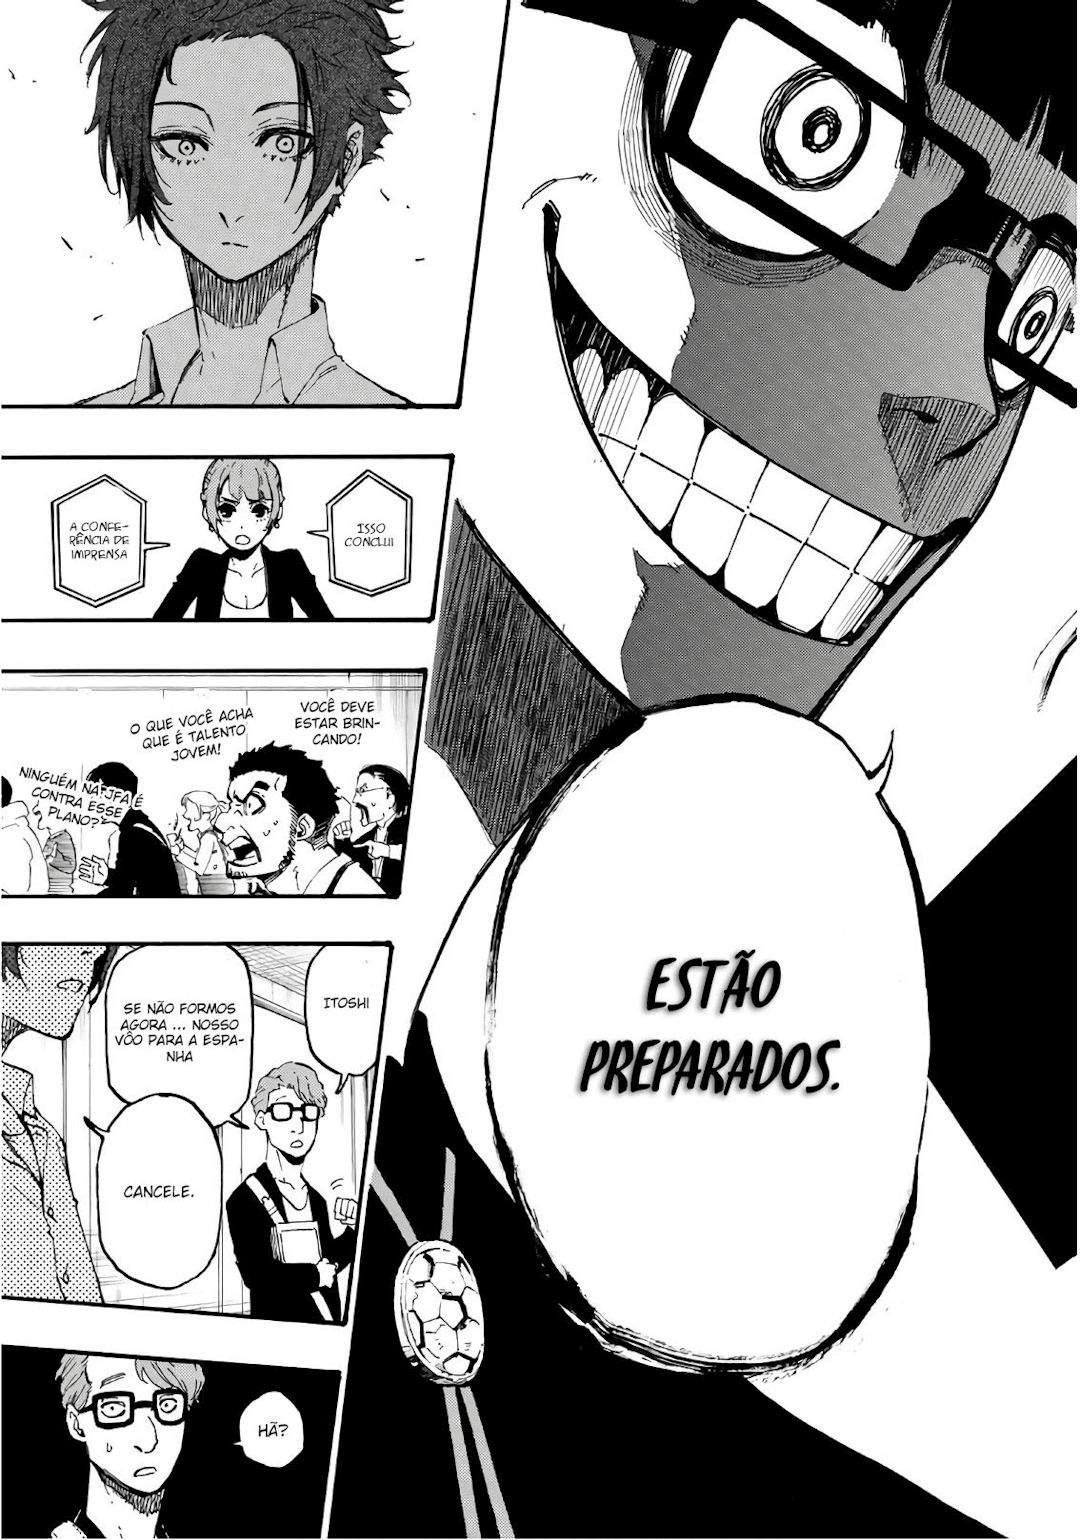 ESTÃO
PREPARADOS.
ISSO
CONCLUI
A CONFE-
RÊNCIA DE
IMPRENSA
VOCÊ DEVE
ESTAR BRIN-
CANDO!
O QUE VOCÊ ACHA
QUE É TALENTO
JOVEM!
NINGUÉM NA JFA É
CONTRA ESSE
PLANO?
ITOSHI
SE NÃO FORMOS
AGORA ... NOSSO
VÔO PARA A ESPA-
NHA
CANCELE.
HÃ?